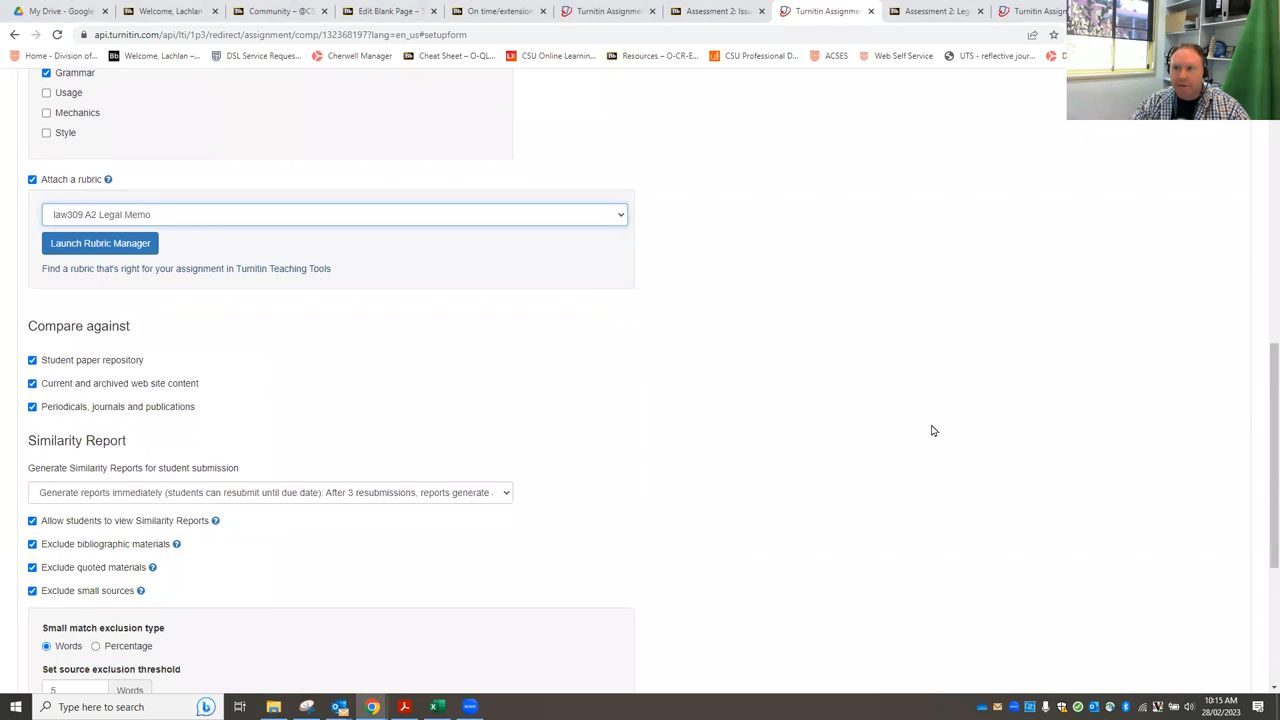 My Drive - Google
Welcome, Lachlan
Community – @CS
Edit Blank Page –
On time/extension
Turnitin Assignme
Assessment 2: Issu
Turnitin Assignme
Assessment 2: Leg
Turnitin Assignm
api.turnitin.com/api/lti/1p3/redirect/assignment/comp/132368197?lang=en_us#setupform
Home - Division of...
Welcome, Lachlan –...
DSL Service Reques...
Cherwell Manager
Cheat Sheet – O-QL...
CSU Online Learnin...
Resources – O-CR-E...
CSU Professional D...
ACSES
Web Self Service
UTS - reflective jour...
Grammar
Usage
Mechanics
Style
Attach a rubric
law309 A2 Legal Memo
Launch Rubric Manager
Find a rubric that's right for your assignment in Turnitin Teaching Tools
Compare against
Student paper repository
Current and archived web site content
Periodicals, journals and publications
Similarity Report
Generate Similarity Reports for student submission
Generate reports immediately (students can resubmit until due date): After 3 resubmissions, reports generate
Allow students to view Similarity Reports
Exclude bibliographic materials
Exclude quoted materials
Exclude small sources
Small match exclusion type
Words Percentage
Set source exclusion threshold
5 Words
Type here to search
10:15 AM
28/02/2023